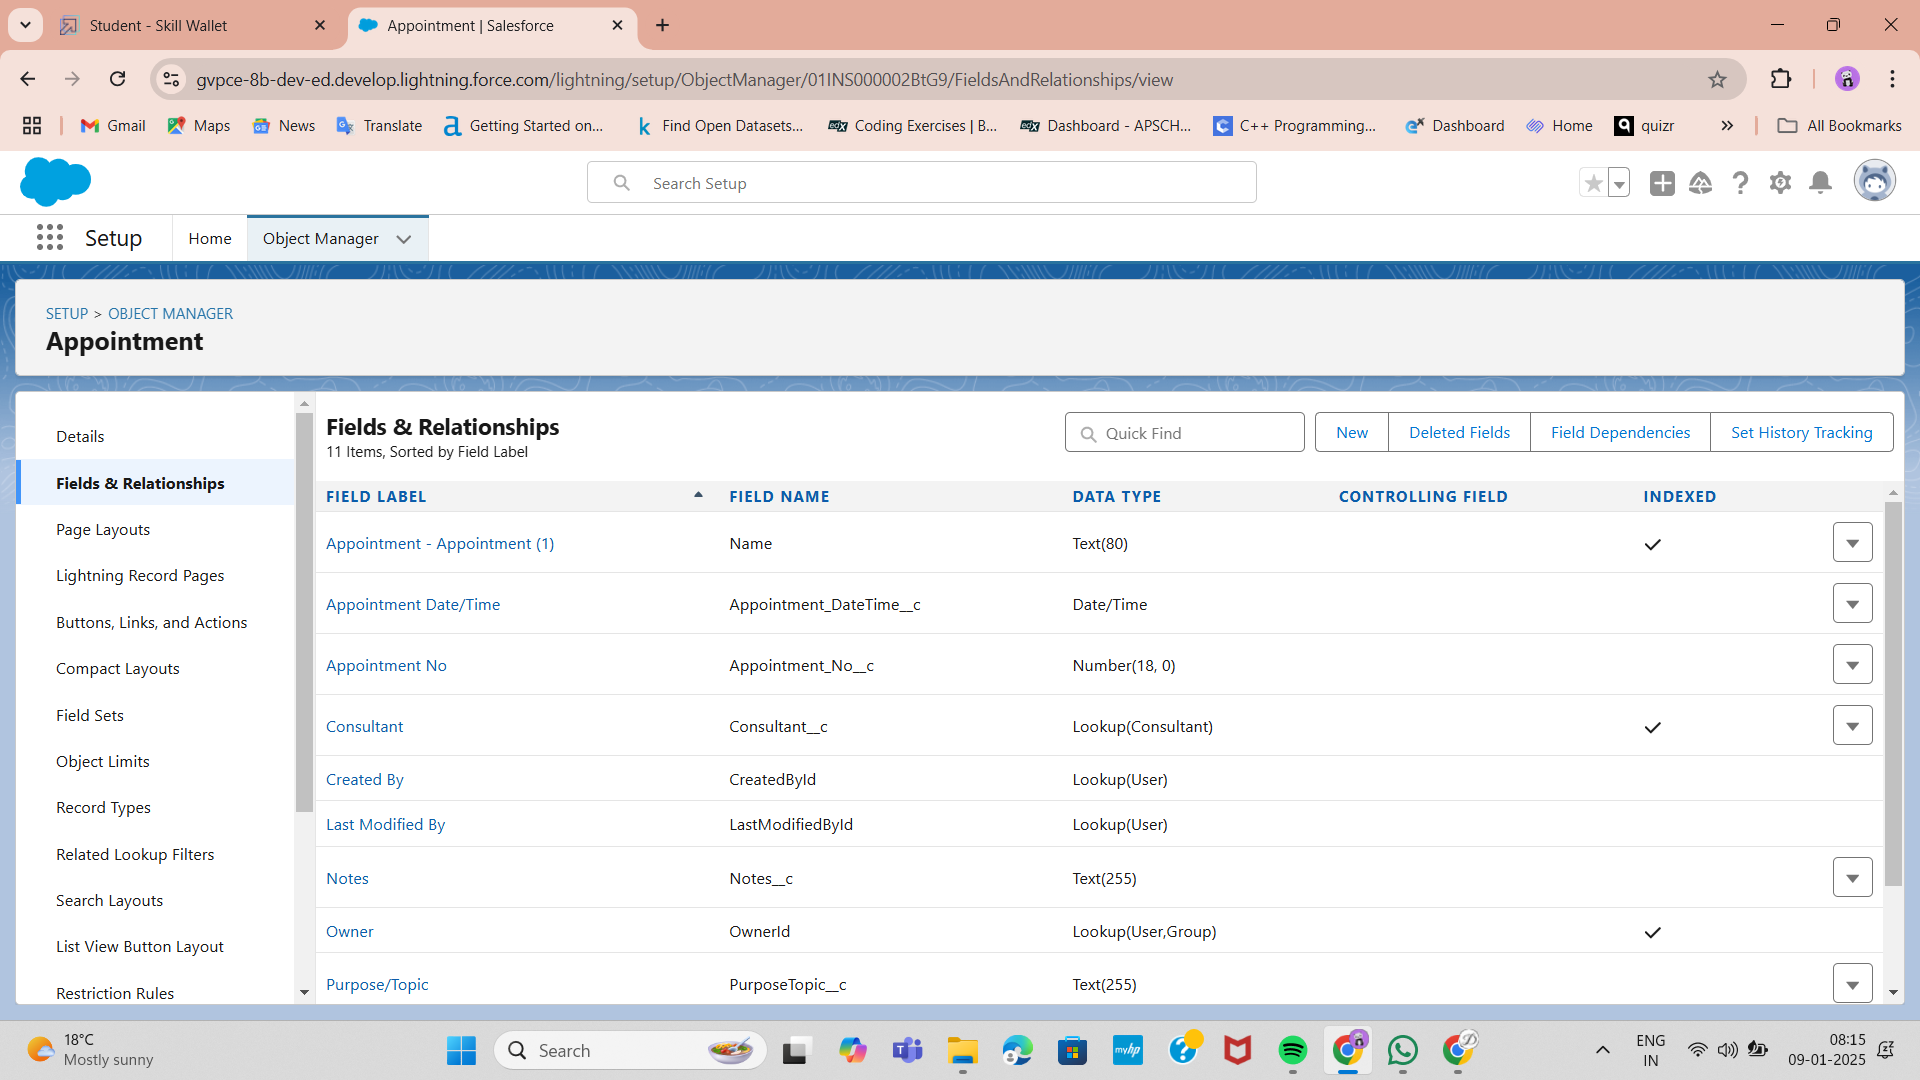 Student - Skill Wallet
Appointment | Salesforce
gvpce-8b-dev-ed.develop.lightning.force.com/lightning/setup/ObjectManager/01INS000002BtG9/FieldsAndRelationships/view
Gmail
Maps
News
Translate
Getting Started on...
Find Open Datasets...
Coding Exercises | B...
Dashboard - APSCH...
C++ Programming...
Dashboard
Home
quizr
All Bookmarks
Search Setup
Setup
Home
Object Manager
SETUP > OBJECT MANAGER
Appointment
Details
Fields & Relationships
Page Layouts
Lightning Record Pages
Buttons, Links, and Actions
Compact Layouts
Field Sets
Object Limits
Record Types
Related Lookup Filters
Search Layouts
List View Button Layout
Restriction Rules
Fields & Relationships
11 Items, Sorted by Field Label
Quick Find
New
Deleted Fields
Field Dependencies
Set History Tracking
FIELD LABEL FIELD NAME DATA TYPE CONTROLLING FIELD INDEXED
Appointment - Appointment (1) Name Text(80)
Appointment Date/Time Appointment_DateTime__c Date/Time
Appointment No Appointment_No__c Number(18, 0)
Consultant Consultant__c Lookup(Consultant)
Created By CreatedById Lookup(User)
Last Modified By LastModifiedById Lookup(User)
Notes Notes__c Text(255)
Owner OwnerId Lookup(User,Group)
Purpose/Topic PurposeTopic__c Text(255)
18°C
Mostly sunny
Search
myhp
ENG
IN
08:15
09-01-2025